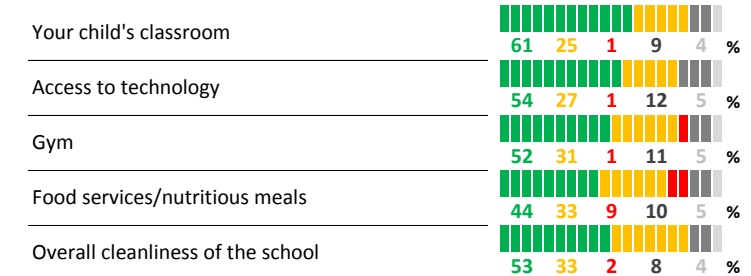 Your child's classroom
61 25 1 9 4 %
Access to technology
54 27 1 12 5 %
Gym
52 31 1 11 5 %
Food services/nutritious meals
44 33 9 10 5 %
Overall cleanliness of the school
53 33 2 8 4 %